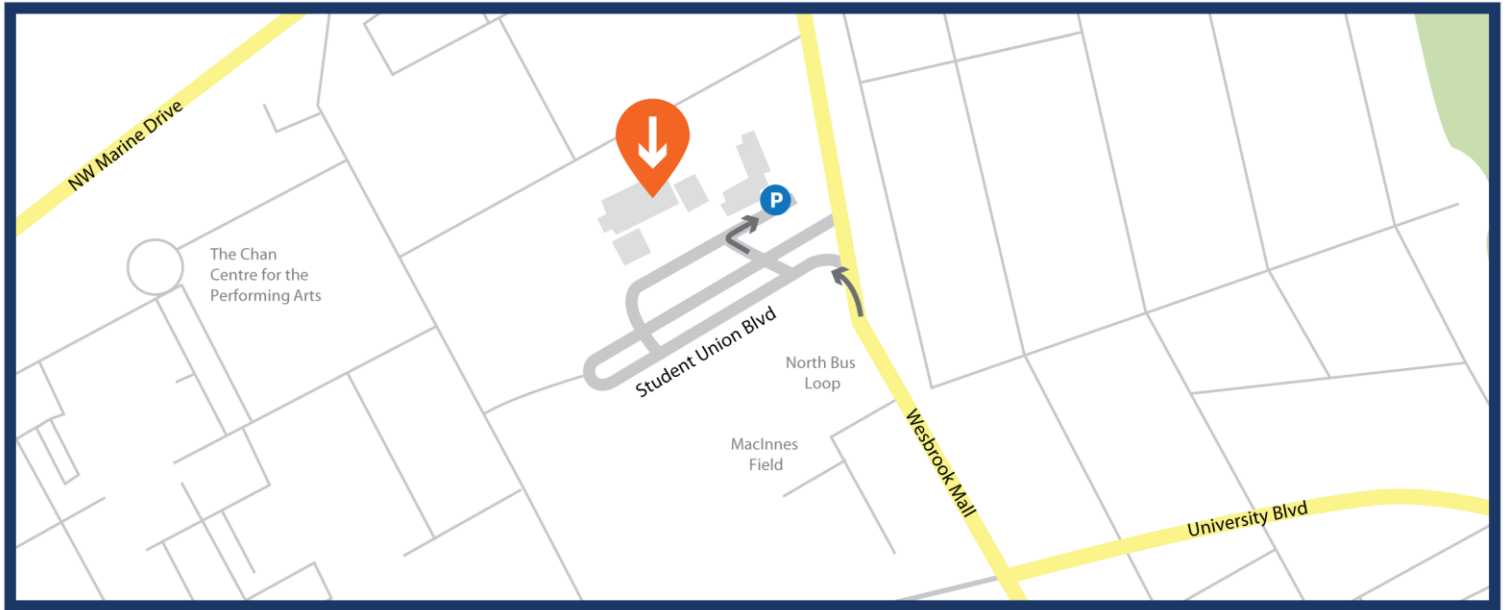 NW Marine Drive
P
The Chan
Centre for the
Performing Arts
Student Union Blvd
North Bus
Loop
MacInnes
Field
Wesbrook Mall
University Blvd